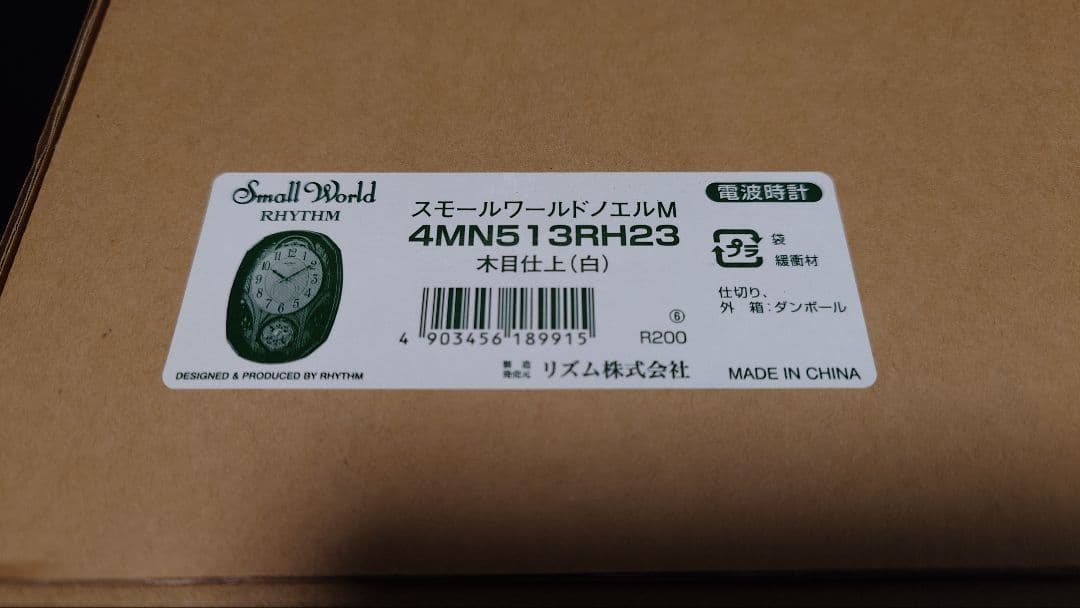 Small World
RHYTHM
DESIGNED & PRODUCED BY RHYTHM
スモールワールドノエルM
4MN513RH23
木目仕上(白)
4 903456 189915
⑥
R200
製造
発売元 リズム株式会社
電波時計
プラ
袋
緩衝材
仕切り、
外 箱:ダンボール
MADE IN CHINA